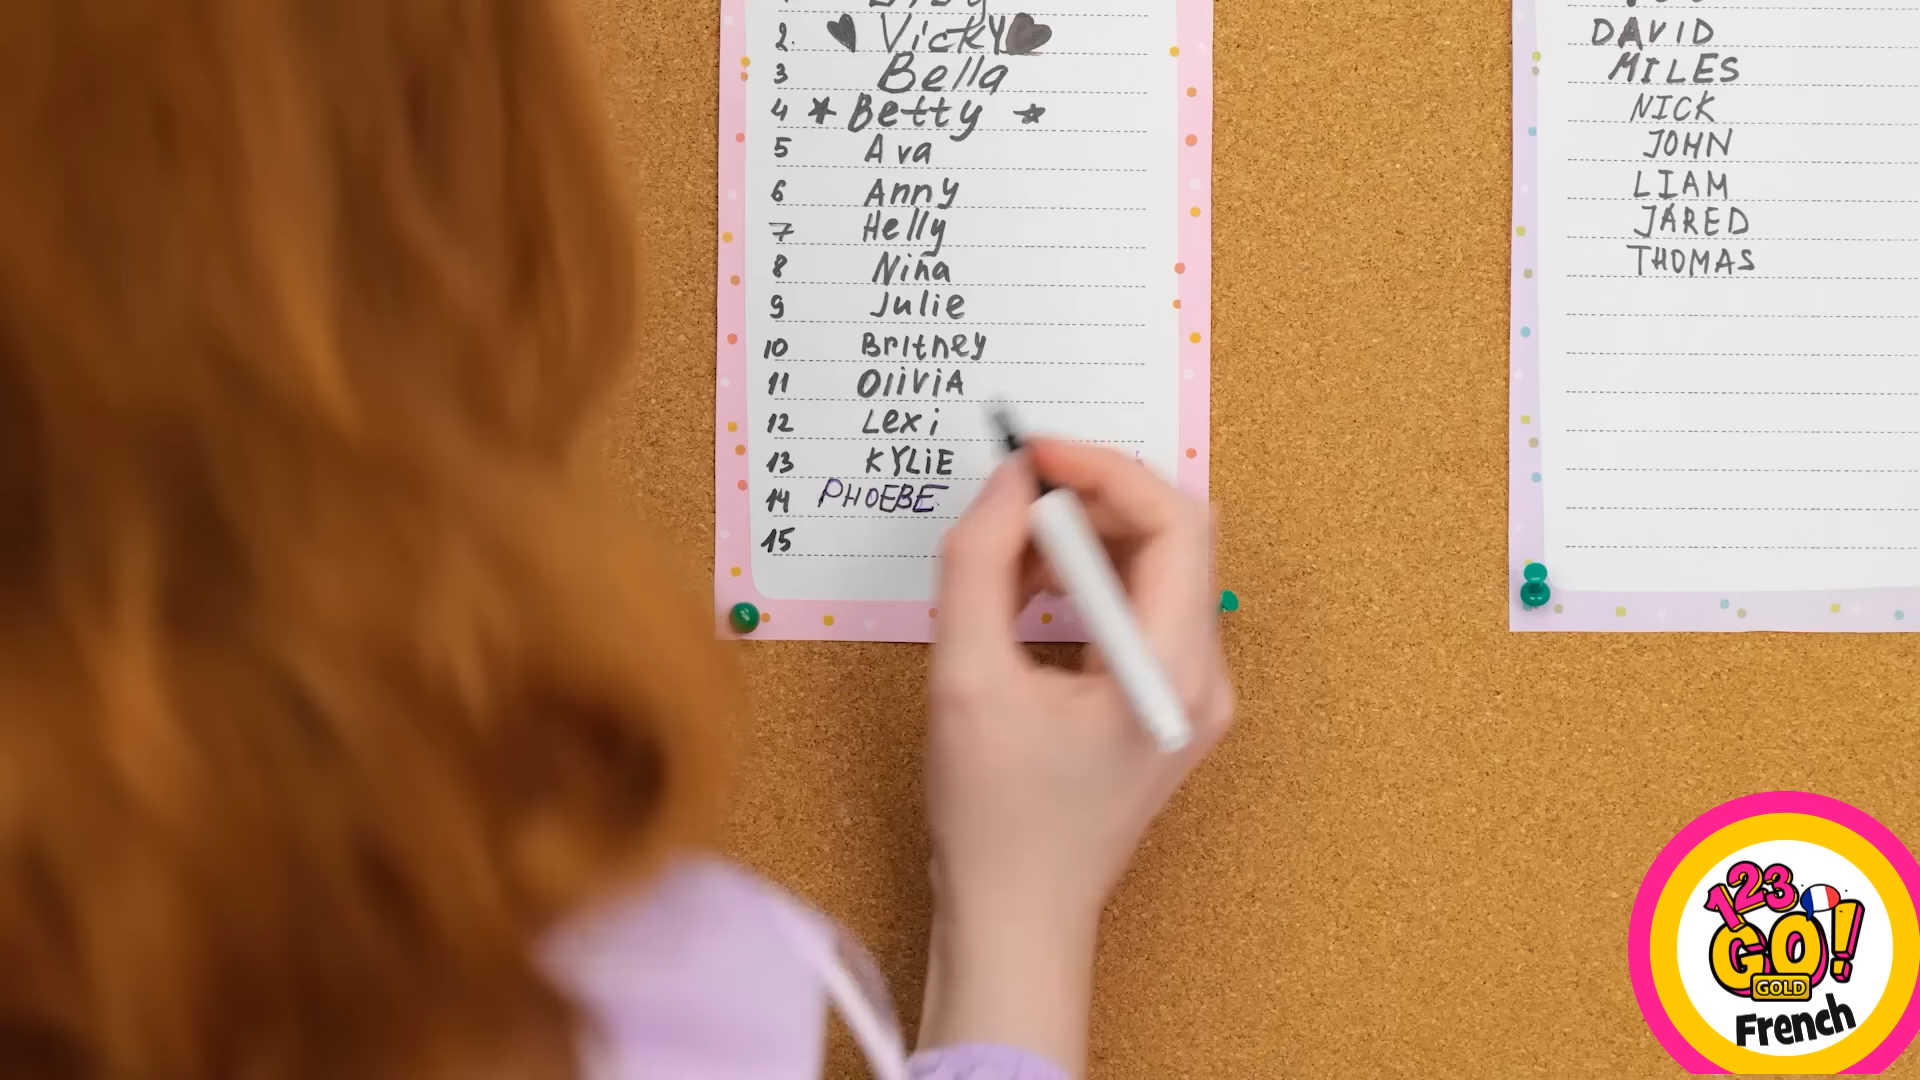 2. Vicky
3 Bella
4 * Betty *
5 Ava
6 Anny
7 Helly
8 Nina
9 Julie
10 Britney
11 OliviA
12 Lexi
13 KYLiE
14 PHOEBE
15
DAVID
MILES
NICK
JOHN
LIAM
JARED
THOMAS
123
GO!
GOLD
French